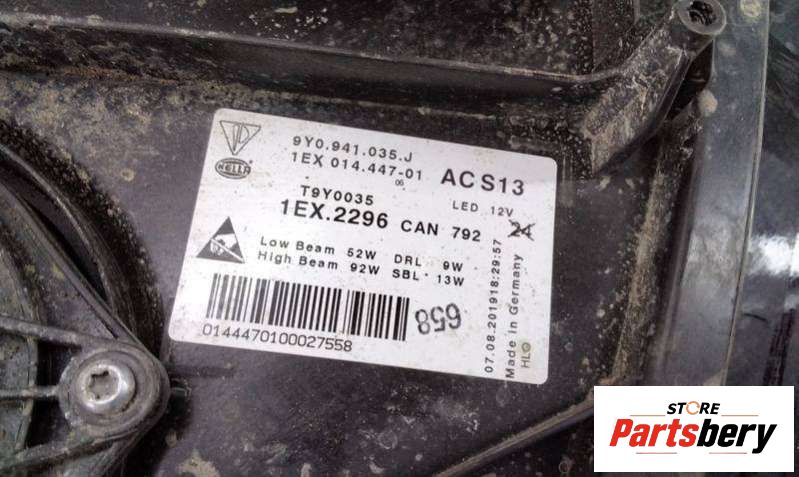 9Y0.941.035.J
1EX 014.447-01
06
ACS13
HELLA
T9Y0035
LED 12V
1EX.2296 CAN 792 24
Low Beam 52W DRL 9W
High Beam 92W SBL 13W
658
0144470100027558
07.08.201918:29:57
Made in Germany
HLO
STORE
Partsbery